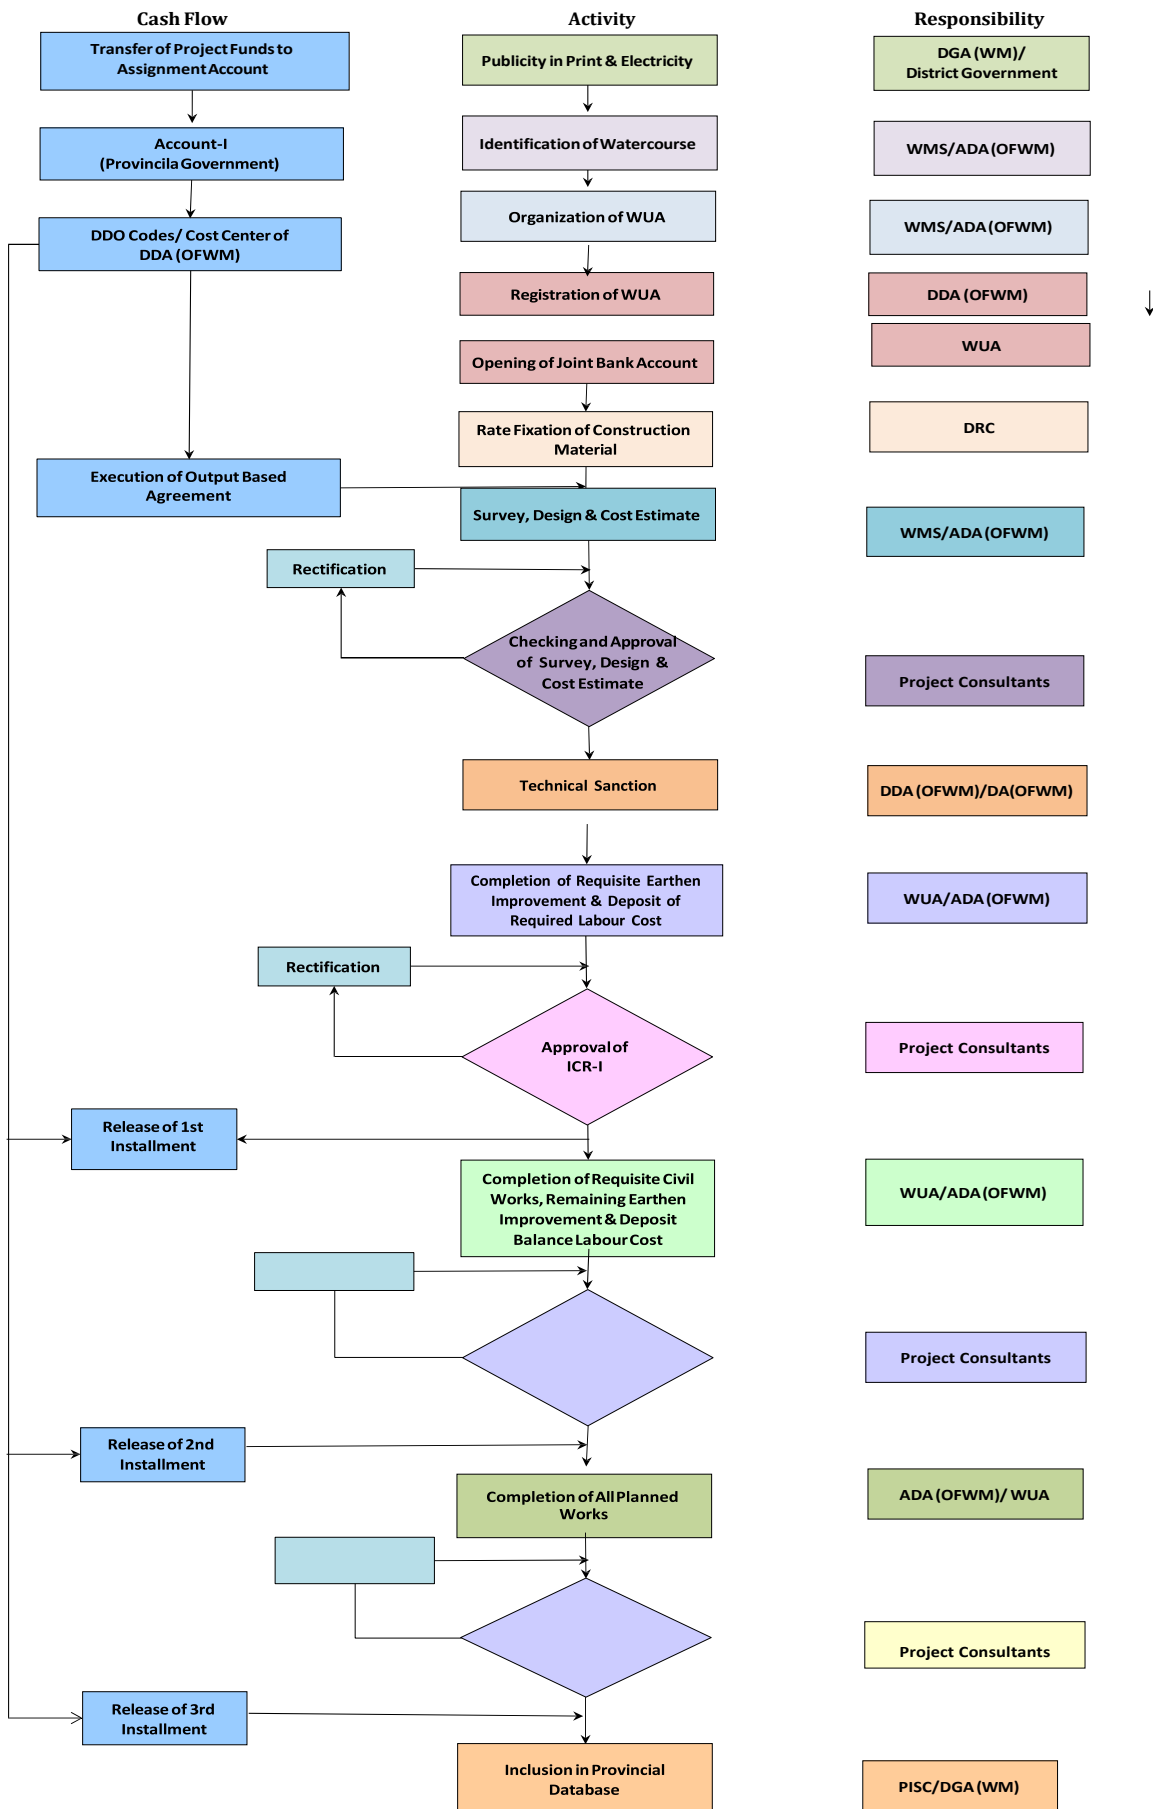 Cash Flow
Activity
Responsibility
Transfer of Project Funds to
Assignment Account
Publicity in Print & Electricity
DGA (WM)/
District Government
Account-I
(Provincila Government)
Identification of Watercourse
WMS/ADA (OFWM)
DDO Codes/ Cost Center of
DDA (OFWM)
Organization of WUA
WMS/ADA (OFWM)
Registration of WUA
DDA (OFWM)
WUA
Opening of Joint Bank Account
Rate Fixation of Construction
Material
DRC
Execution of Output Based
Agreement
Survey, Design & Cost Estimate
WMS/ADA (OFWM)
Rectification
Checking and Approval
of Survey, Design &
Cost Estimate
Project Consultants
Technical Sanction
DDA (OFWM)/DA(OFWM)
Completion of Requisite Earthen
Improvement & Deposit of
Required Labour Cost
WUA/ADA (OFWM)
Rectification
Approval of
ICR-I
Project Consultants
Release of 1st
Installment
Completion of Requisite Civil
Works, Remaining Earthen
Improvement & Deposit
Balance Labour Cost
WUA/ADA (OFWM)
Project Consultants
Release of 2nd
Installment
Completion of All Planned
Works
ADA (OFWM)/ WUA
Project Consultants
Release of 3rd
Installment
Inclusion in Provincial
Database
PISC/DGA (WM)